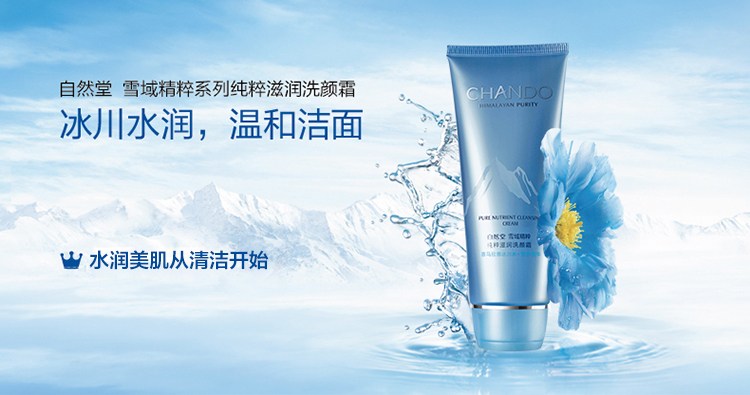 自然堂 雪域精粹系列纯粹滋润洗颜霜
冰川水润，温和洁面
水润美肌从清洁开始
CHANDO
HIMALAYAN PURITY
PURE NUTRIENT CLEANSING
CREAM
自然堂 雪域精粹
纯粹滋润洗颜霜